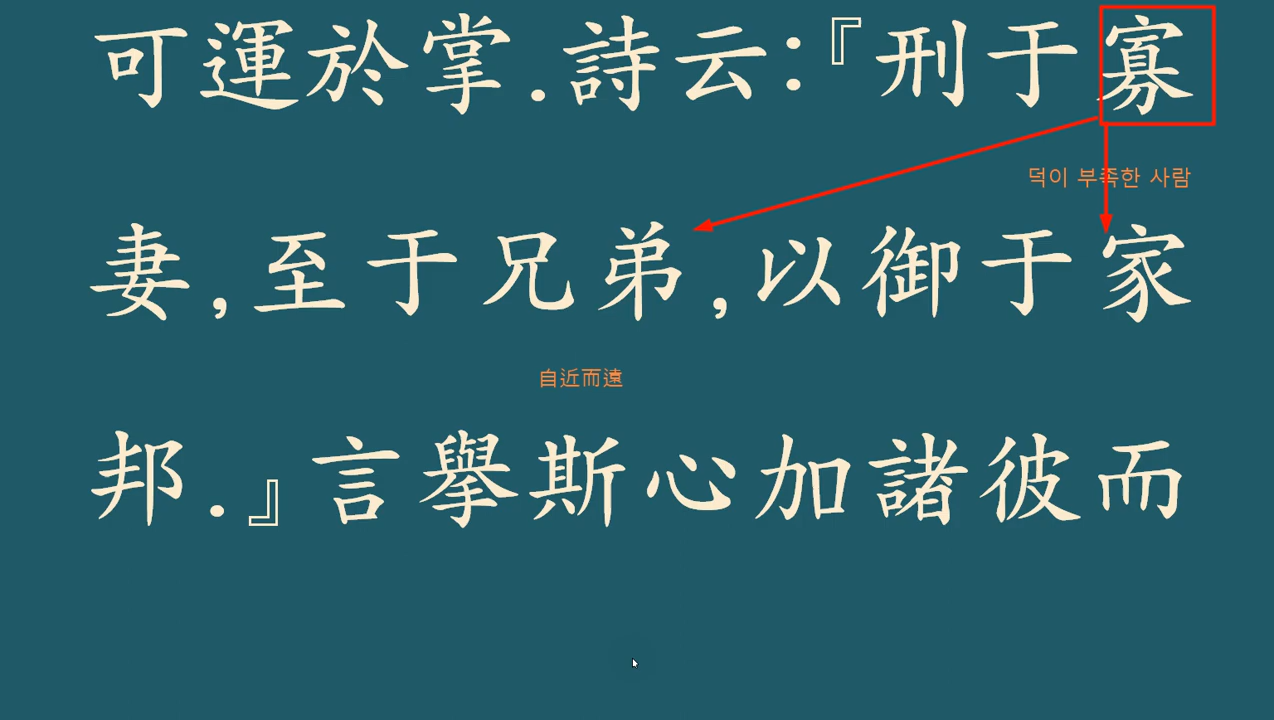 可運於掌.詩云:『刑于寡
덕이 부족한 사람
妻,至于兄弟,以御于家
自近而遠
邦.』言擧斯心加諸彼而